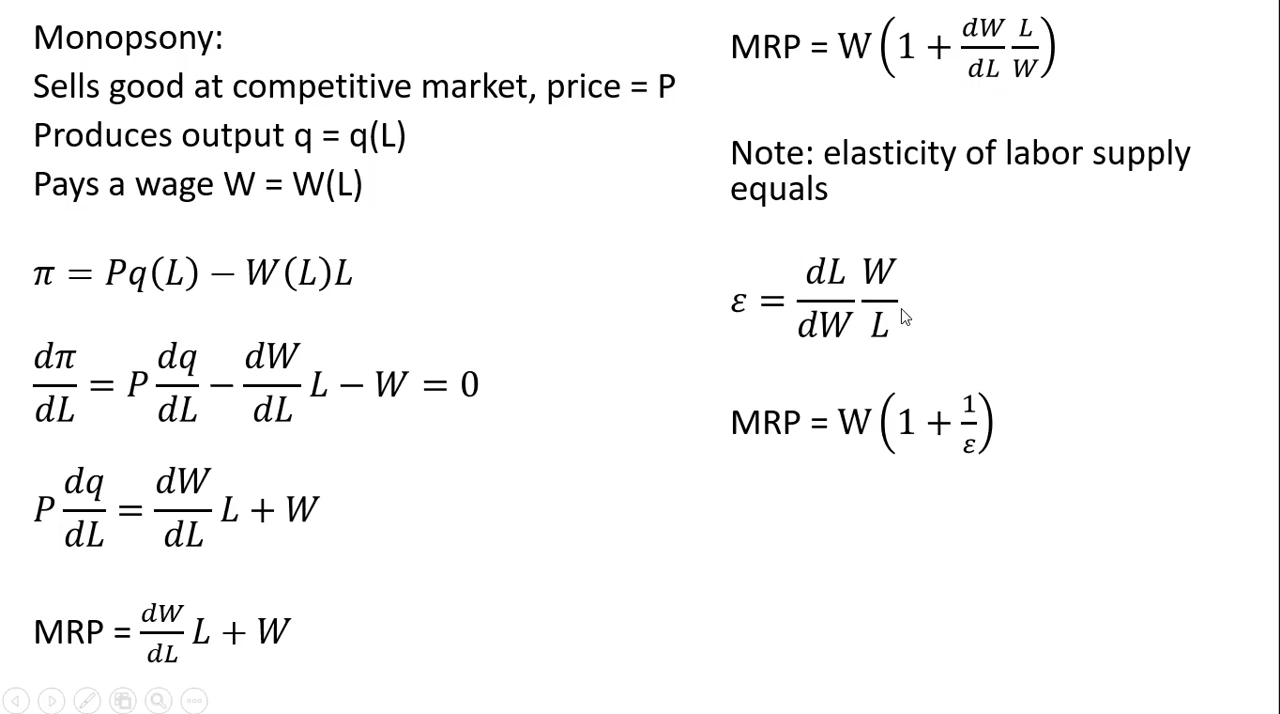 Monopsony:
Sells good at competitive market, price = P
Produces output q = q(L)
Pays a wage W = W(L)
π = Pq(L) − W(L)L
dπ/dL = P dq/dL − dW/dL L − W = 0
P dq/dL = dW/dL L + W
MRP = dW/dL L + W
MRP = W(1 + dW/dL L/W)
Note: elasticity of labor supply
equals
ε = dL/dW W/L
MRP = W(1 + 1/ε)